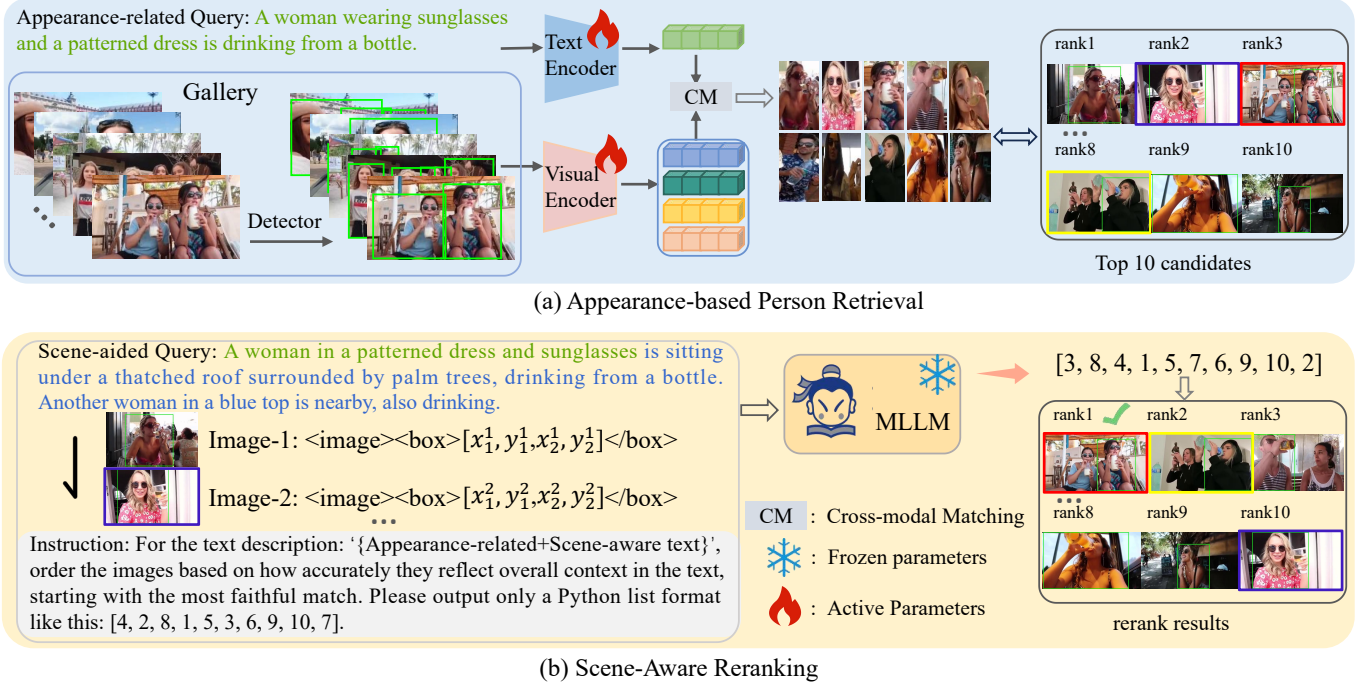 Appearance-related Query: A woman wearing sunglasses
and a patterned dress is drinking from a bottle.
Gallery
Detector
Text
Encoder
Visual
Encoder
CM
rank1 rank2 rank3
rank8 rank9 rank10
Top 10 candidates
(a) Appearance-based Person Retrieval
Scene-aided Query: A woman in a patterned dress and sunglasses is sitting
under a thatched roof surrounded by palm trees, drinking from a bottle.
Another woman in a blue top is nearby, also drinking.
Image-1: <image><box>[x₁¹, y₁¹,x₂¹, y₂¹]</box>
Image-2: <image><box>[x₁², y₁²,x₂², y₂²]</box>
Instruction: For the text description: ‘{Appearance-related+Scene-aware text}’,
order the images based on how accurately they reflect overall context in the text,
starting with the most faithful match. Please output only a Python list format
like this: [4, 2, 8, 1, 5, 3, 6, 9, 10, 7].
MLLM
CM : Cross-modal Matching
: Frozen parameters
: Active Parameters
[3, 8, 4, 1, 5, 7, 6, 9, 10, 2]
rank1 rank2 rank3
rank8 rank9 rank10
rerank results
(b) Scene-Aware Reranking